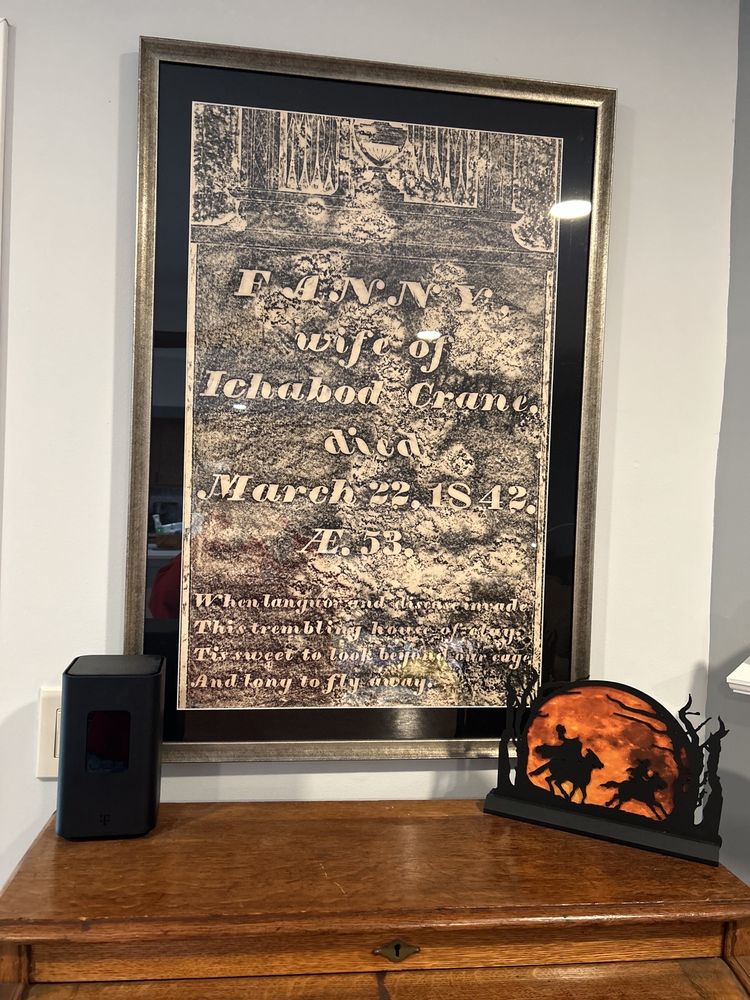 FANNY,
wife of
Ichabod Crane,
died
March 22, 1842,
Æ. 53.
When languor and disease invade
This trembling house of clay;
Tis sweet to look beyond our cage
And long to fly away.
T